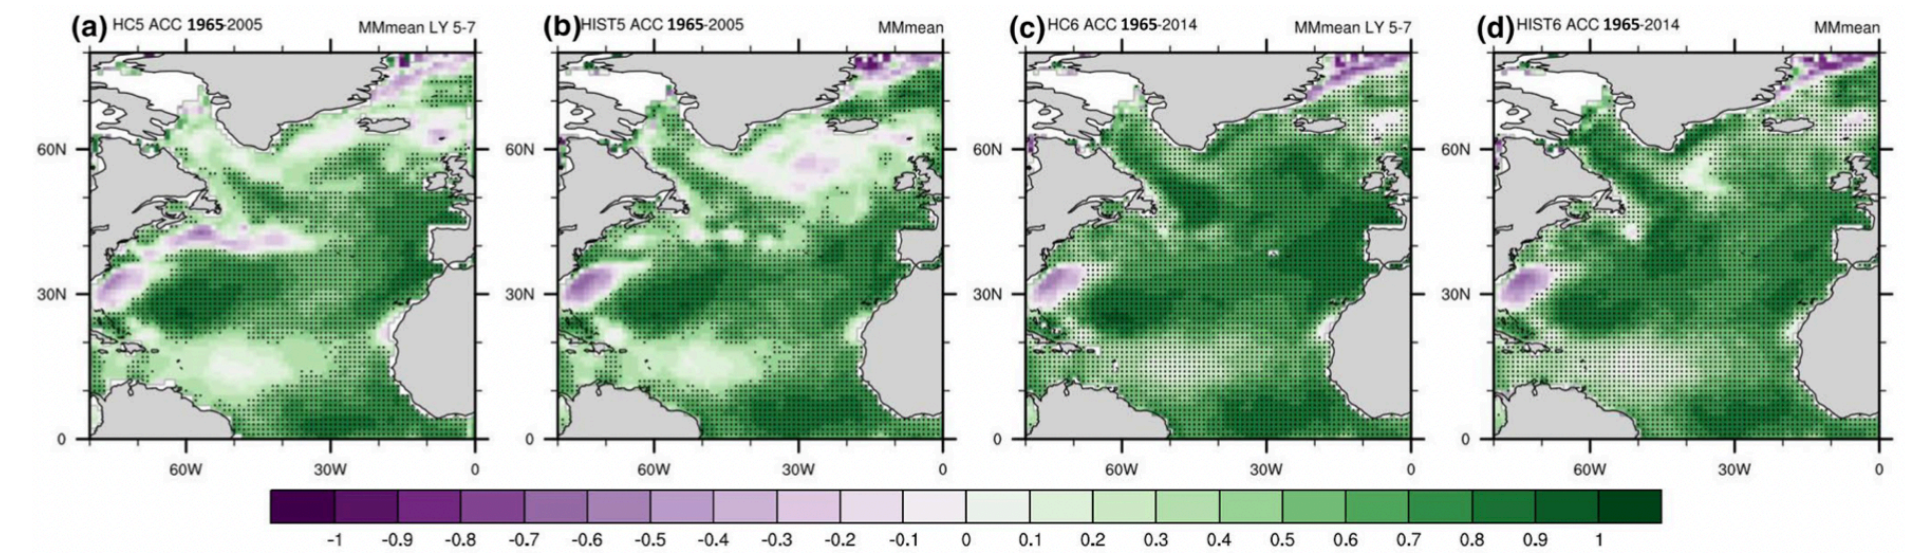 (a) HC5 ACC 1965-2005 MMmean LY 5-7
(b) HIST5 ACC 1965-2005 MMmean
(c) HC6 ACC 1965-2014 MMmean LY 5-7
(d) HIST6 ACC 1965-2014 MMmean
60N 60N 60N 60N
30N 30N 30N 30N
0 0 0 0
60W 30W 0 60W 30W 0 60W 30W 0 60W 30W 0
-1 -0.9 -0.8 -0.7 -0.6 -0.5 -0.4 -0.3 -0.2 -0.1 0 0.1 0.2 0.3 0.4 0.5 0.6 0.7 0.8 0.9 1